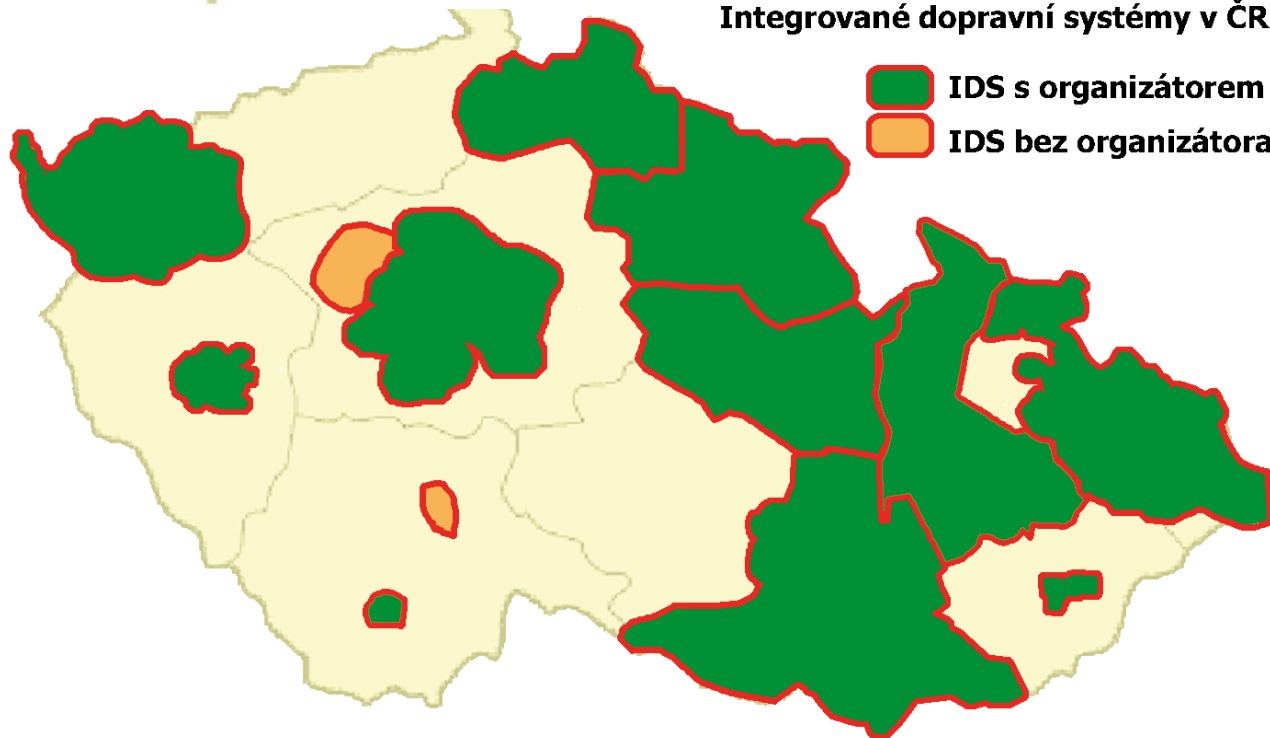 Integrované dopravní systémy v ČR
IDS s organizátorem
IDS bez organizátora